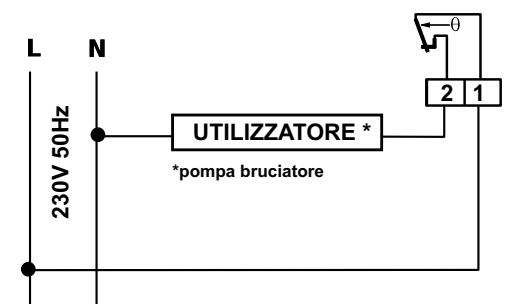 θ
L N
2 1
230V 50Hz
UTILIZZATORE *
*pompa bruciatore